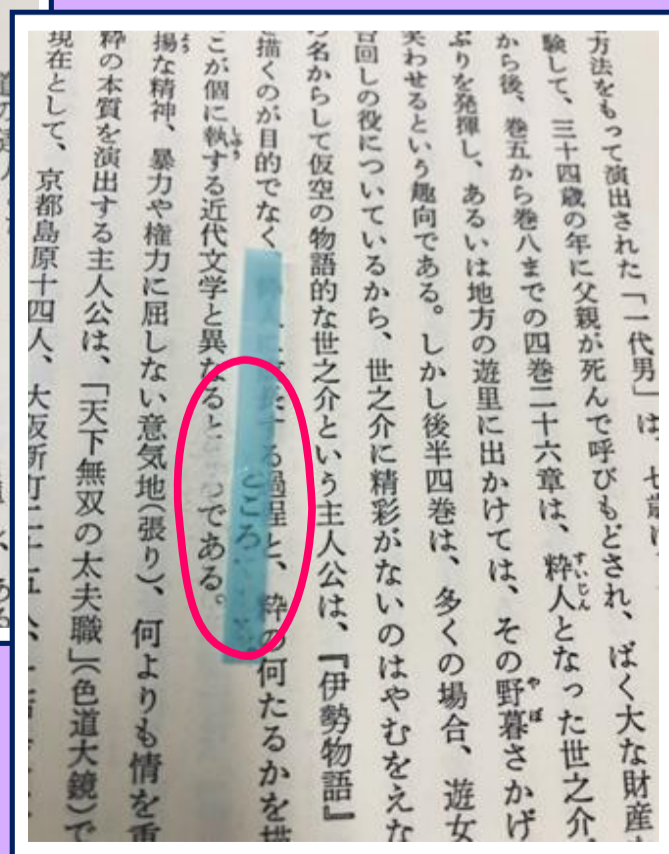 方法をもって演出された「一代男」は、七歳
験して、三十四歳の年に父親が死んで呼びもどされ、ばく大な財産
から後、巻五から巻八までの四巻二十六章は、粋人となった世之介
ぶりを発揮し、あるいは地方の遊里に出かけては、その野暮さかげ
笑わせるという趣向である。しかし後半四巻は、多くの場合、遊女
回しの役についているから、世之介に精彩がないのはやむをえな
名からして仮空の物語的な世之介という主人公は、『伊勢物語』
描くのが目的でなく する過程と、粋の何たるかを描
ところ
こが個に執する近代文学と異なると である。
揚な精神、暴力や権力に屈しない意気地(張り)、何よりも情を重
粋の本質を演出する主人公は、「天下無双の太夫職」(色道大鏡)で
現在として、京都島原十四人、大阪新町二十五人、